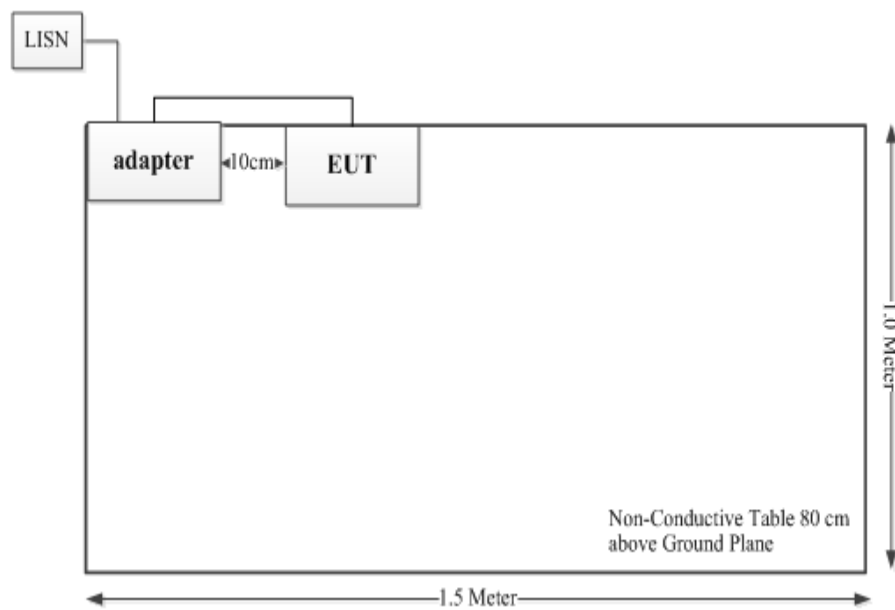 LISN
adapter
10cm
EUT
1.0 Meter
Non-Conductive Table 80 cm
above Ground Plane
1.5 Meter